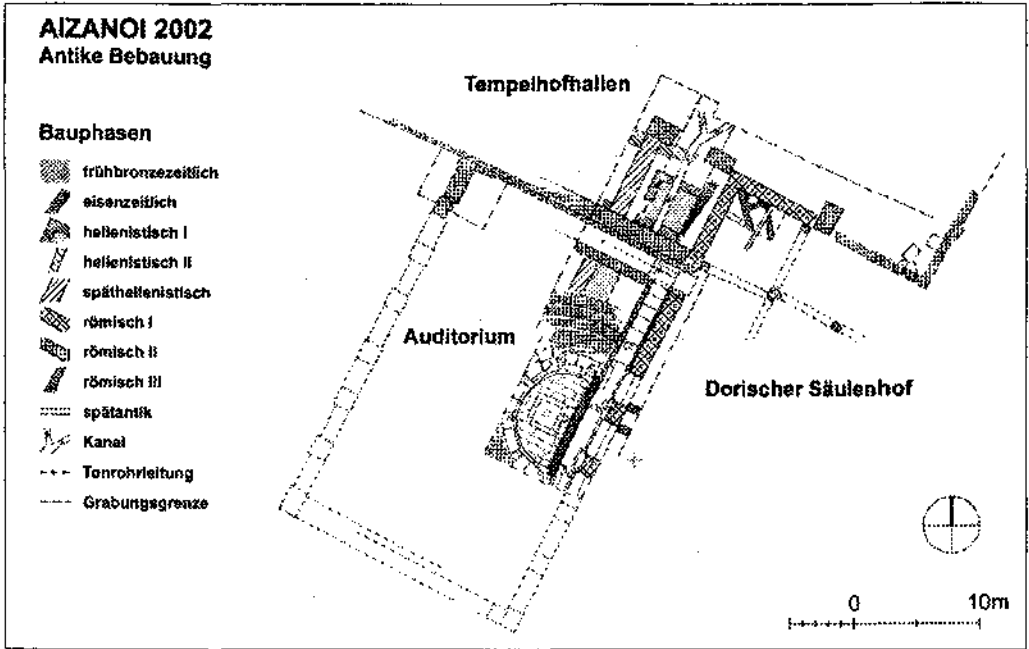 AIZANOI 2002
Antike Bebauung
Tempelhofhallen
Bauphasen
frühbronzezeitlich
eisenzeitlich
hellenistisch I
hellenistisch II
späthellenistisch
römisch I
römisch II
römisch III
spätantik
Kanal
Tonrohrleitung
Grabungsgrenze
Auditorium
Dorischer Säulenhof
0 10m